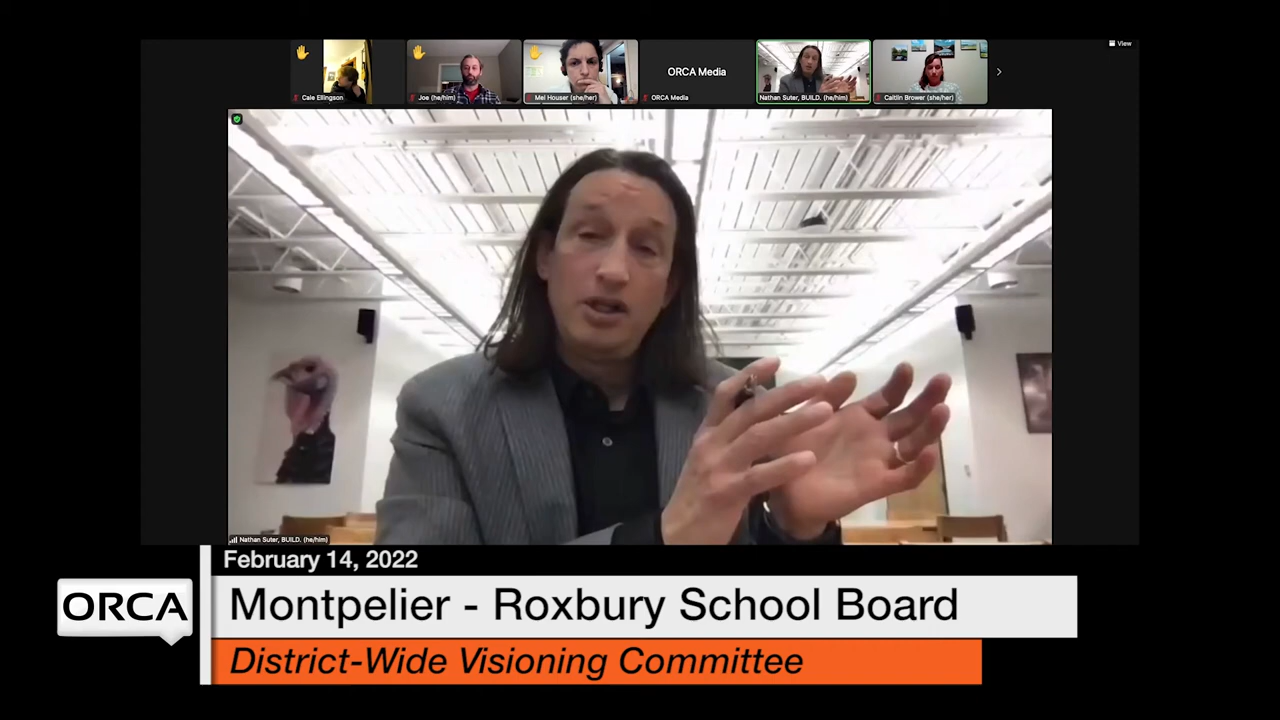 View
ORCA Media
Cale Ellingson
Joe (he/him)
Mel Houser (she/her)
ORCA Media
Nathan Suter, BUILD. (he/him)
Caitlin Brower (she/her)
Nathan Suter, BUILD. (he/him)
February 14, 2022
ORCA
Montpelier - Roxbury School Board
District-Wide Visioning Committee